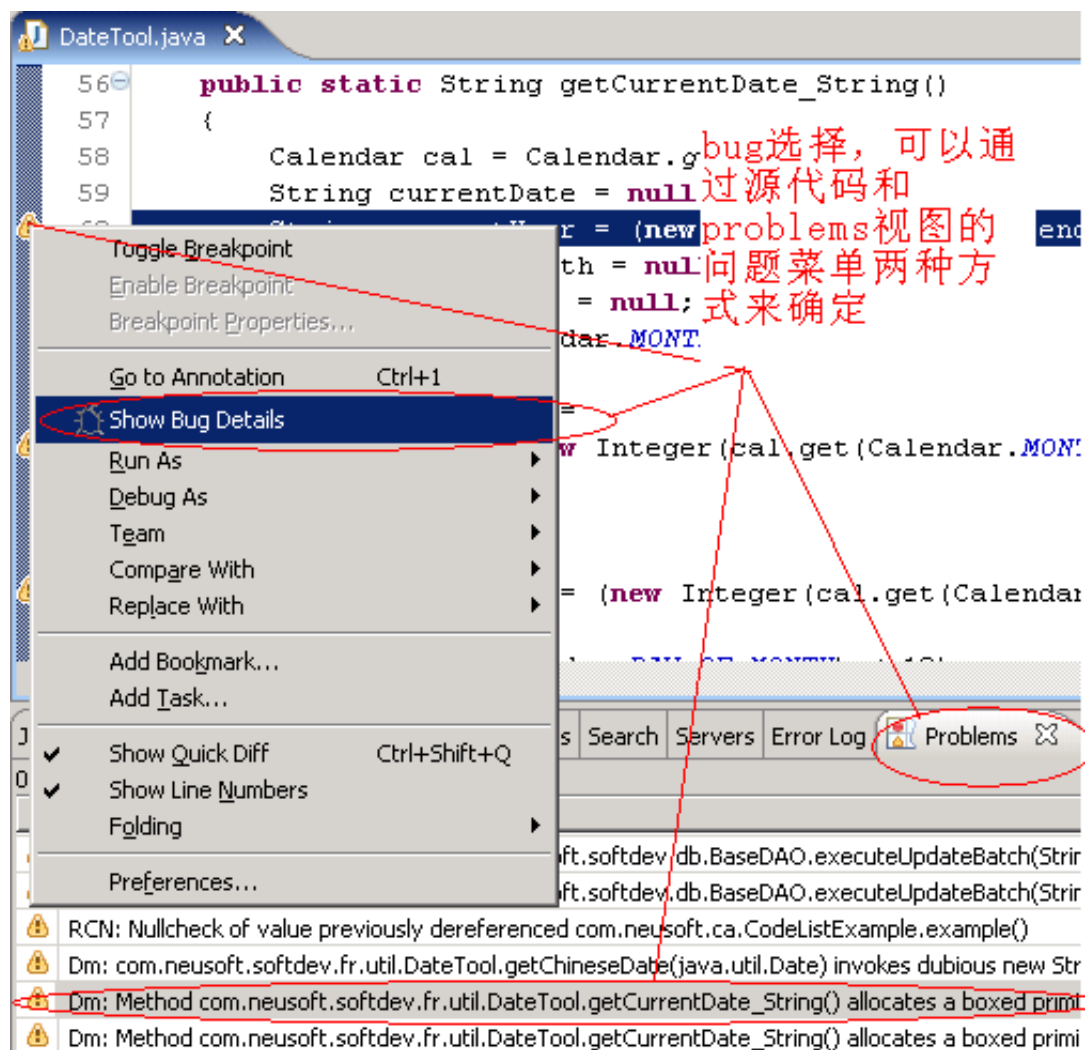 DateTool.java
56 public static String getCurrentDate_String()
57 {
58 Calendar cal = Calendar.g
59 String currentDate = null
r = (new end
th = null
= null;
dar.MONT
=
w Integer(cal.get(Calendar.MONT
= (new Integer(cal.get(Calendar
bug选择，可以通
过源代码和
problems视图的
问题菜单两种方
式来确定
Toggle Breakpoint
Enable Breakpoint
Breakpoint Properties...
Go to Annotation Ctrl+1
Show Bug Details
Run As
Debug As
Team
Compare With
Replace With
Add Bookmark...
Add Task...
Show Quick Diff Ctrl+Shift+Q
Show Line Numbers
Folding
Preferences...
J s Search Servers Error Log Problems
0
ft.softdev.db.BaseDAO.executeUpdateBatch(Strin
ft.softdev.db.BaseDAO.executeUpdateBatch(Strin
RCN: Nullcheck of value previously dereferenced com.neusoft.ca.CodeListExample.example()
Dm: com.neusoft.softdev.fr.util.DateTool.getChineseDate(java.util.Date) invokes dubious new Str
Dm: Method com.neusoft.softdev.fr.util.DateTool.getCurrentDate_String() allocates a boxed primi
Dm: Method com.neusoft.softdev.fr.util.DateTool.getCurrentDate_String() allocates a boxed primi